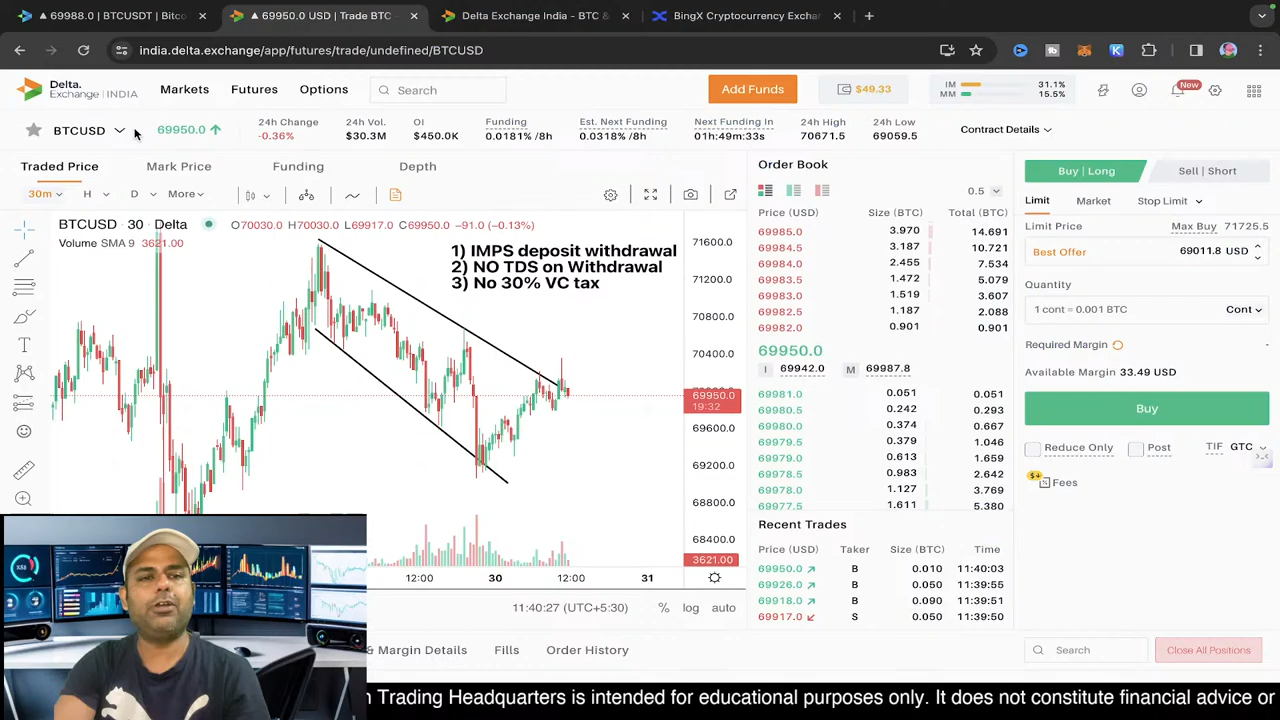 ▲ 69988.0 | BTCUSDT | Bitco
▲ 69950.0 USD | Trade BTC -
Delta Exchange India - BTC &
BingX Cryptocurrency Exchan
india.delta.exchange/app/futures/trade/undefined/BTCUSD
Delta.
Exchange | INDIA
Markets
Futures
Options
Search
Add Funds
$49.33
IM 31.1%
MM 15.5%
New
BTCUSD
69950.0
24h Change
-0.36%
24h Vol.
$30.3M
OI
$450.0K
Funding
0.0181% /8h
Est. Next Funding
0.0318% /8h
Next Funding In
01h:49m:33s
24h High
70671.5
24h Low
69059.5
Contract Details
Traded Price
Mark Price
Funding
Depth
30m
H
D
More
BTCUSD · 30 · Delta
O70030.0 H70030.0 L69917.0 C69950.0 -91.0 (-0.13%)
Volume SMA 9 3621.00
1) IMPS deposit withdrawal
2) NO TDS on Withdrawal
3) No 30% VC tax
71600.0
71200.0
70800.0
70400.0
69950.0
19:32
69600.0
69200.0
68800.0
68400.0
3621.00
12:00
30
12:00
31
11:40:27 (UTC+5:30)
%
log
auto
Order Book
0.5
Price (USD) Size (BTC) Total (BTC)
69985.0 3.970 14.691
69984.5 3.187 10.721
69984.0 2.455 7.534
69983.5 1.472 5.079
69983.0 1.519 3.607
69982.5 1.187 2.088
69982.0 0.901 0.901
69950.0
I 69942.0 M 69987.8
69981.0 0.051 0.051
69980.5 0.242 0.293
69980.0 0.374 0.667
69979.5 0.379 1.046
69979.0 0.613 1.659
69978.5 0.983 2.642
69978.0 1.127 3.769
69977.5 1.611 5.380
Recent Trades
Price (USD) Taker Size (BTC) Time
69950.0 B 0.010 11:40:03
69926.0 B 0.050 11:39:55
69918.0 B 0.090 11:39:51
69917.0 S 0.050 11:39:50
Buy | Long
Sell | Short
Limit
Market
Stop Limit
Limit Price
Max Buy 71725.5
Best Offer
69011.8 USD
Quantity
1 cont = 0.001 BTC
Cont
Required Margin
-
Available Margin 33.49 USD
Buy
Reduce Only
Post
TIF GTC
Fees
& Margin Details
Fills
Order History
Search
Close All Positions
Trading Headquarters is intended for educational purposes only. It does not constitute financial advice or